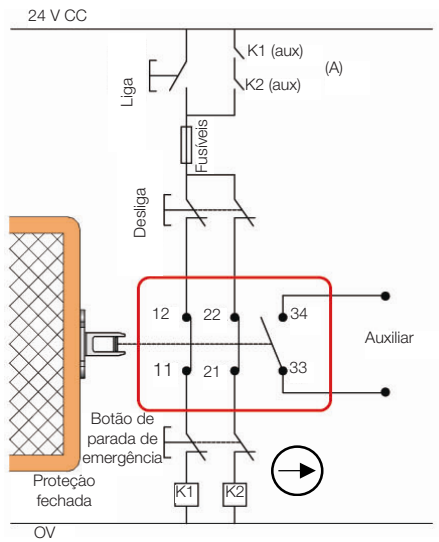 24 V CC
K1 (aux)
(A)
K2 (aux)
Liga
Fusíveis
Desliga
12
22
34
Auxiliar
11
21
33
Botão de
parada de
emergência
Proteção
fechada
K1
K2
OV